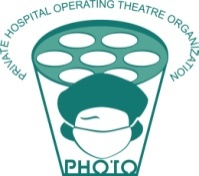 PRIVATE HOSPITAL OPERATING THEATRE ORGANIZATION
PHOTO